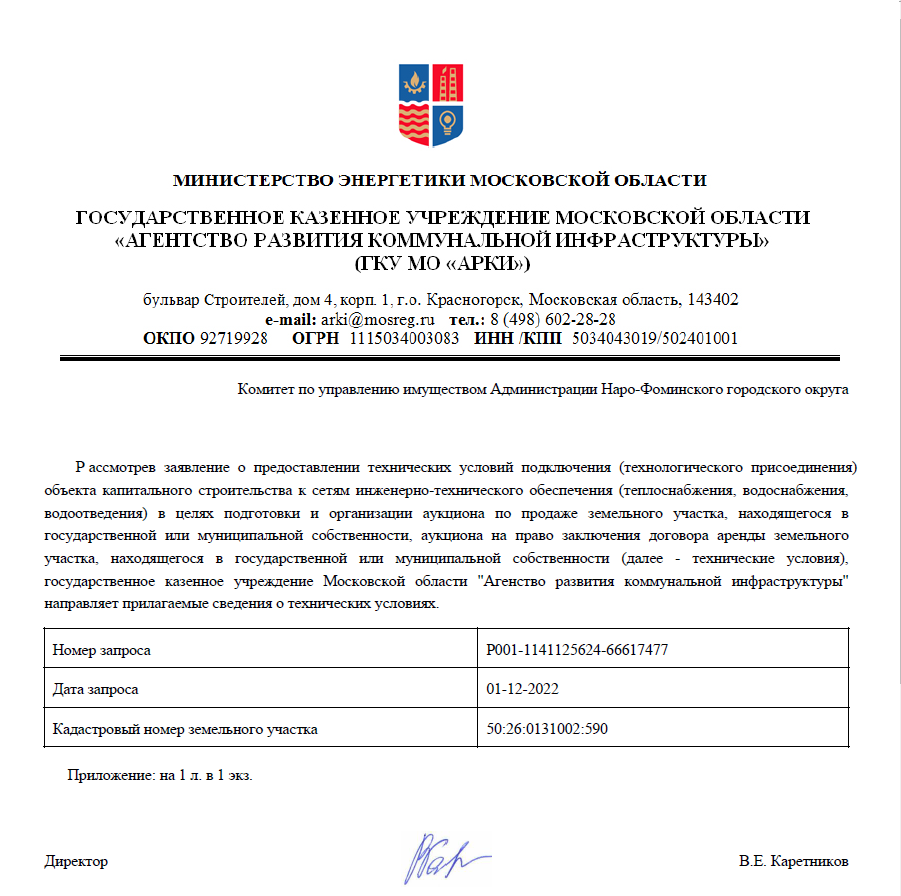 МИНИСТЕРСТВО ЭНЕРГЕТИКИ МОСКОВСКОЙ ОБЛАСТИ
ГОСУДАРСТВЕННОЕ КАЗЕННОЕ УЧРЕЖДЕНИЕ МОСКОВСКОЙ ОБЛАСТИ
«АГЕНТСТВО РАЗВИТИЯ КОММУНАЛЬНОЙ ИНФРАСТРУКТУРЫ»
(ГКУ МО «АРКИ»)
бульвар Строителей, дом 4, корп. 1, г.о. Красногорск, Московская область, 143402
e-mail: arki@mosreg.ru тел.: 8 (498) 602-28-28
ОКПО 92719928 ОГРН 1115034003083 ИНН /КПП 5034043019/502401001
Комитет по управлению имуществом Администрации Наро-Фоминского городского округа
Р ассмотрев заявление о предоставлении технических условий подключения (технологического присоединения)
объекта капитального строительства к сетям инженерно-технического обеспечения (теплоснабжения, водоснабжения,
водоотведения) в целях подготовки и организации аукциона по продаже земельного участка, находящегося в
государственной или муниципальной собственности, аукциона на право заключения договора аренды земельного
участка, находящегося в государственной или муниципальной собственности (далее - технические условия),
государственное казенное учреждение Московской области "Агенство развития коммунальной инфраструктуры"
направляет прилагаемые сведения о технических условиях.
Номер запроса P001-1141125624-66617477
Дата запроса 01-12-2022
Кадастровый номер земельного участка 50:26:0131002:590
Приложение: на 1 л. в 1 экз.
Директор В.Е. Каретников